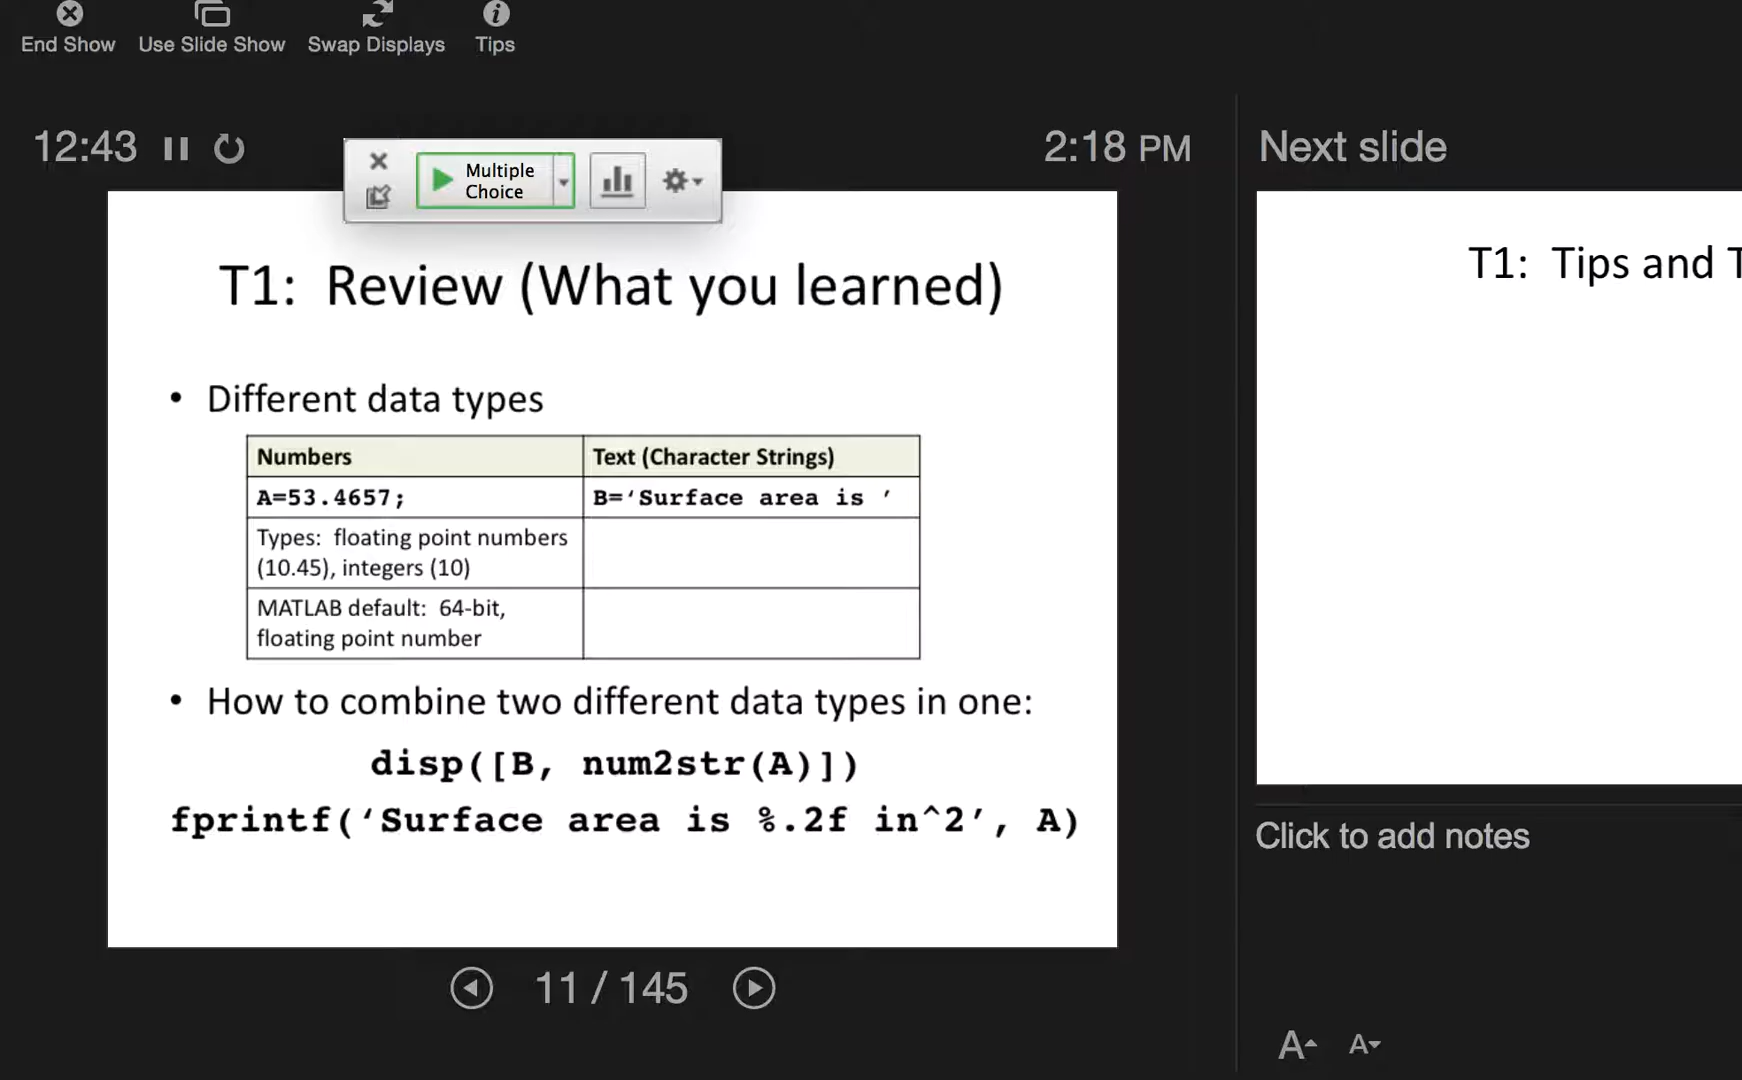 End Show
Use Slide Show
Swap Displays
Tips
12:43
2:18 PM
Next slide
Multiple
Choice
T1:  Review (What you learned)
• Different data types
Numbers
Text (Character Strings)
A=53.4657;
B=‘Surface area is ’
Types:  floating point numbers
(10.45), integers (10)
MATLAB default:  64-bit,
floating point number
• How to combine two different data types in one:
disp([B, num2str(A)])
fprintf(‘Surface area is %.2f in^2’, A)
11 / 145
T1:  Tips and T
Click to add notes
A
A